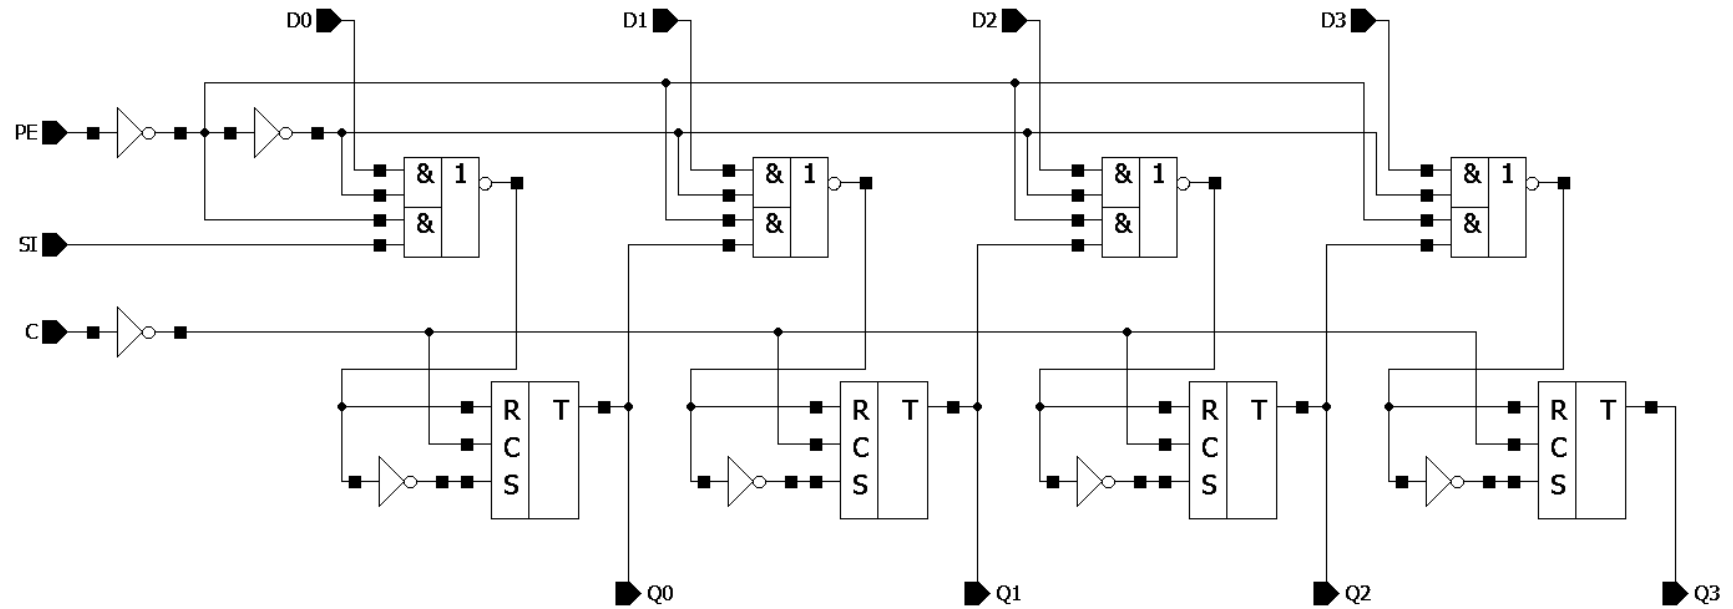 D0 D1 D2 D3
PE
& 1 & 1 & 1 & 1
& & & &
SI
C
R T R T R T R T
C C C C
S S S S
Q0 Q1 Q2 Q3